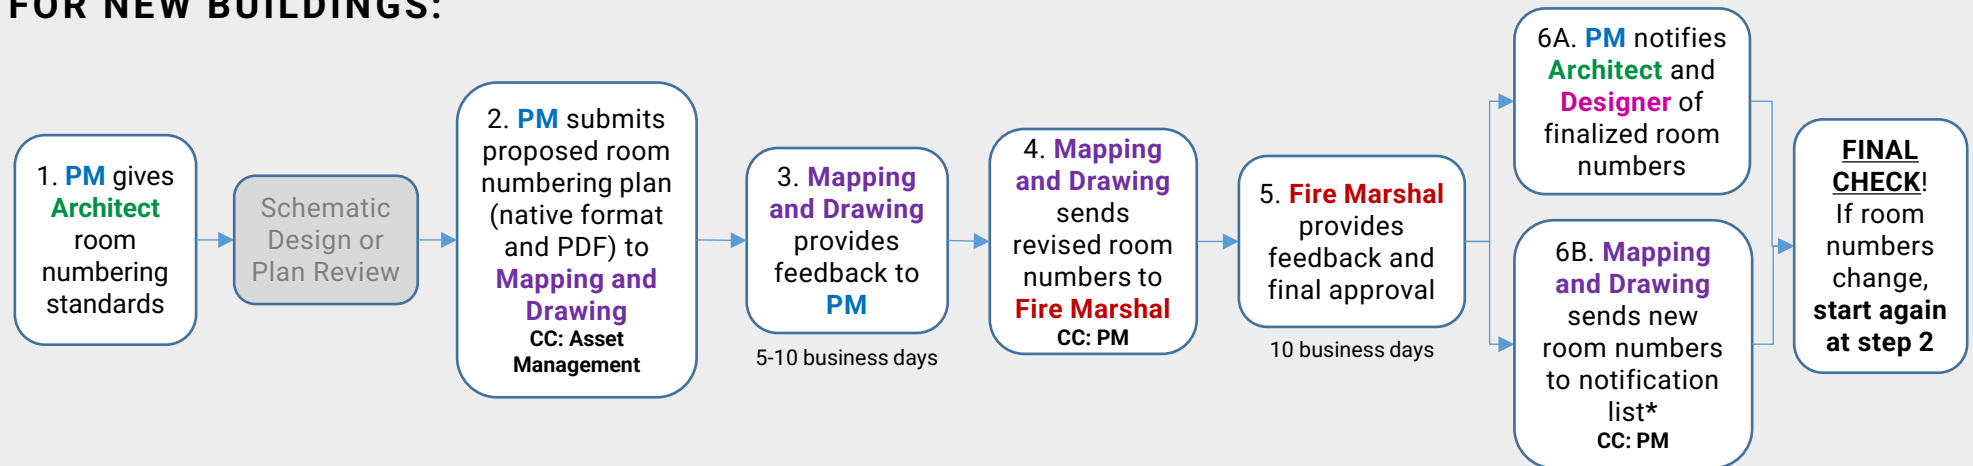 FOR NEW BUILDINGS:
1. PM gives
Architect
room
numbering
standards
Schematic
Design or
Plan Review
2. PM submits
proposed room
numbering plan
(native format
and PDF) to
Mapping and
Drawing
CC: Asset
Management
3. Mapping
and Drawing
provides
feedback to
PM
5-10 business days
4. Mapping
and Drawing
sends
revised room
numbers to
Fire Marshal
CC: PM
5. Fire Marshal
provides
feedback and
final approval
10 business days
6A. PM notifies
Architect and
Designer of
finalized room
numbers
6B. Mapping
and Drawing
sends new
room numbers
to notification
list*
CC: PM
FINAL
CHECK!
If room
numbers
change,
start again
at step 2